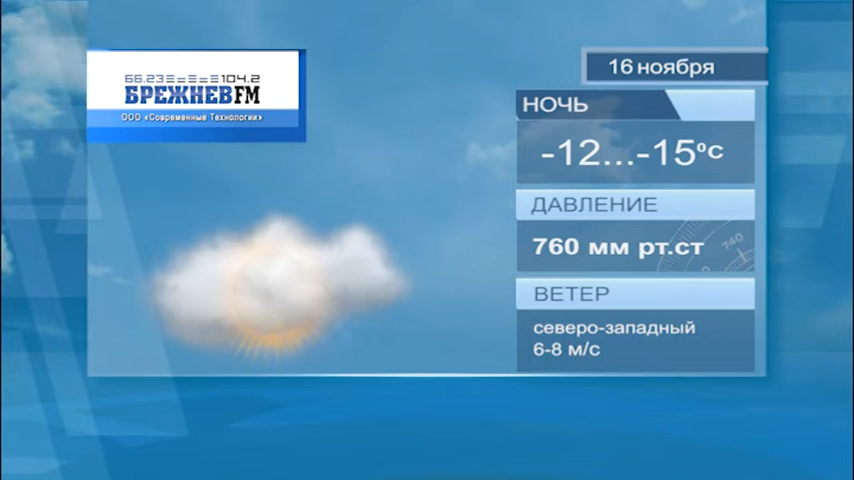 66.23 104.2
БРЕЖНЕВFM
ООО «Современные Технологии»
16 ноября
НОЧЬ
-12...-15ºс
ДАВЛЕНИЕ
760 мм рт.ст
740
ВЕТЕР
северо-западный
6-8 м/с